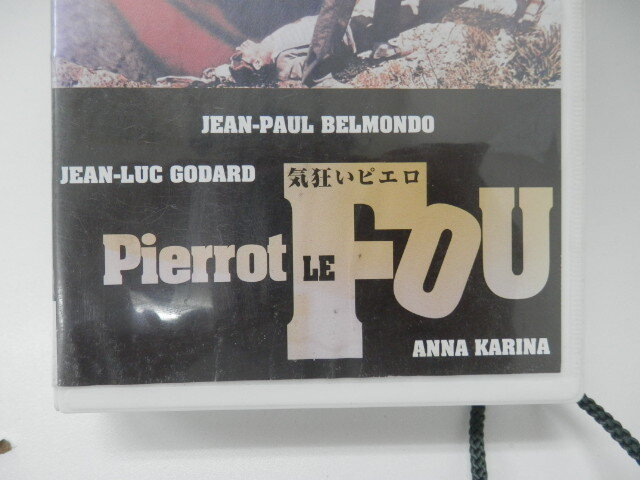 JEAN-PAUL BELMONDO
JEAN-LUC GODARD
気狂いピエロ
Pierrot LE FOU
ANNA KARINA